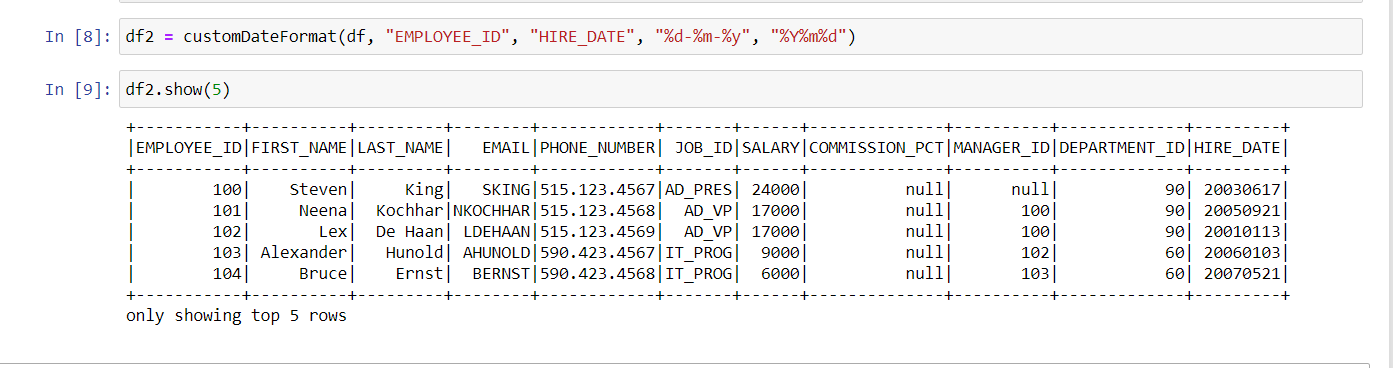 In [8]: df2 = customDateFormat(df, "EMPLOYEE_ID", "HIRE_DATE", "%d-%m-%y", "%Y%m%d")
In [9]: df2.show(5)
+-----------+----------+---------+--------+------------+-------+------+--------------+----------+-------------+---------+
|EMPLOYEE_ID|FIRST_NAME|LAST_NAME|   EMAIL|PHONE_NUMBER| JOB_ID|SALARY|COMMISSION_PCT|MANAGER_ID|DEPARTMENT_ID|HIRE_DATE|
+-----------+----------+---------+--------+------------+-------+------+--------------+----------+-------------+---------+
|        100|    Steven|     King|   SKING|515.123.4567|AD_PRES| 24000|          null|      null|           90| 20030617|
|        101|     Neena|  Kochhar|NKOCHHAR|515.123.4568|  AD_VP| 17000|          null|       100|           90| 20050921|
|        102|       Lex|  De Haan| LDEHAAN|515.123.4569|  AD_VP| 17000|          null|       100|           90| 20010113|
|        103| Alexander|   Hunold| AHUNOLD|590.423.4567|IT_PROG|  9000|          null|       102|           60| 20060103|
|        104|     Bruce|    Ernst|  BERNST|590.423.4568|IT_PROG|  6000|          null|       103|           60| 20070521|
+-----------+----------+---------+--------+------------+-------+------+--------------+----------+-------------+---------+
only showing top 5 rows